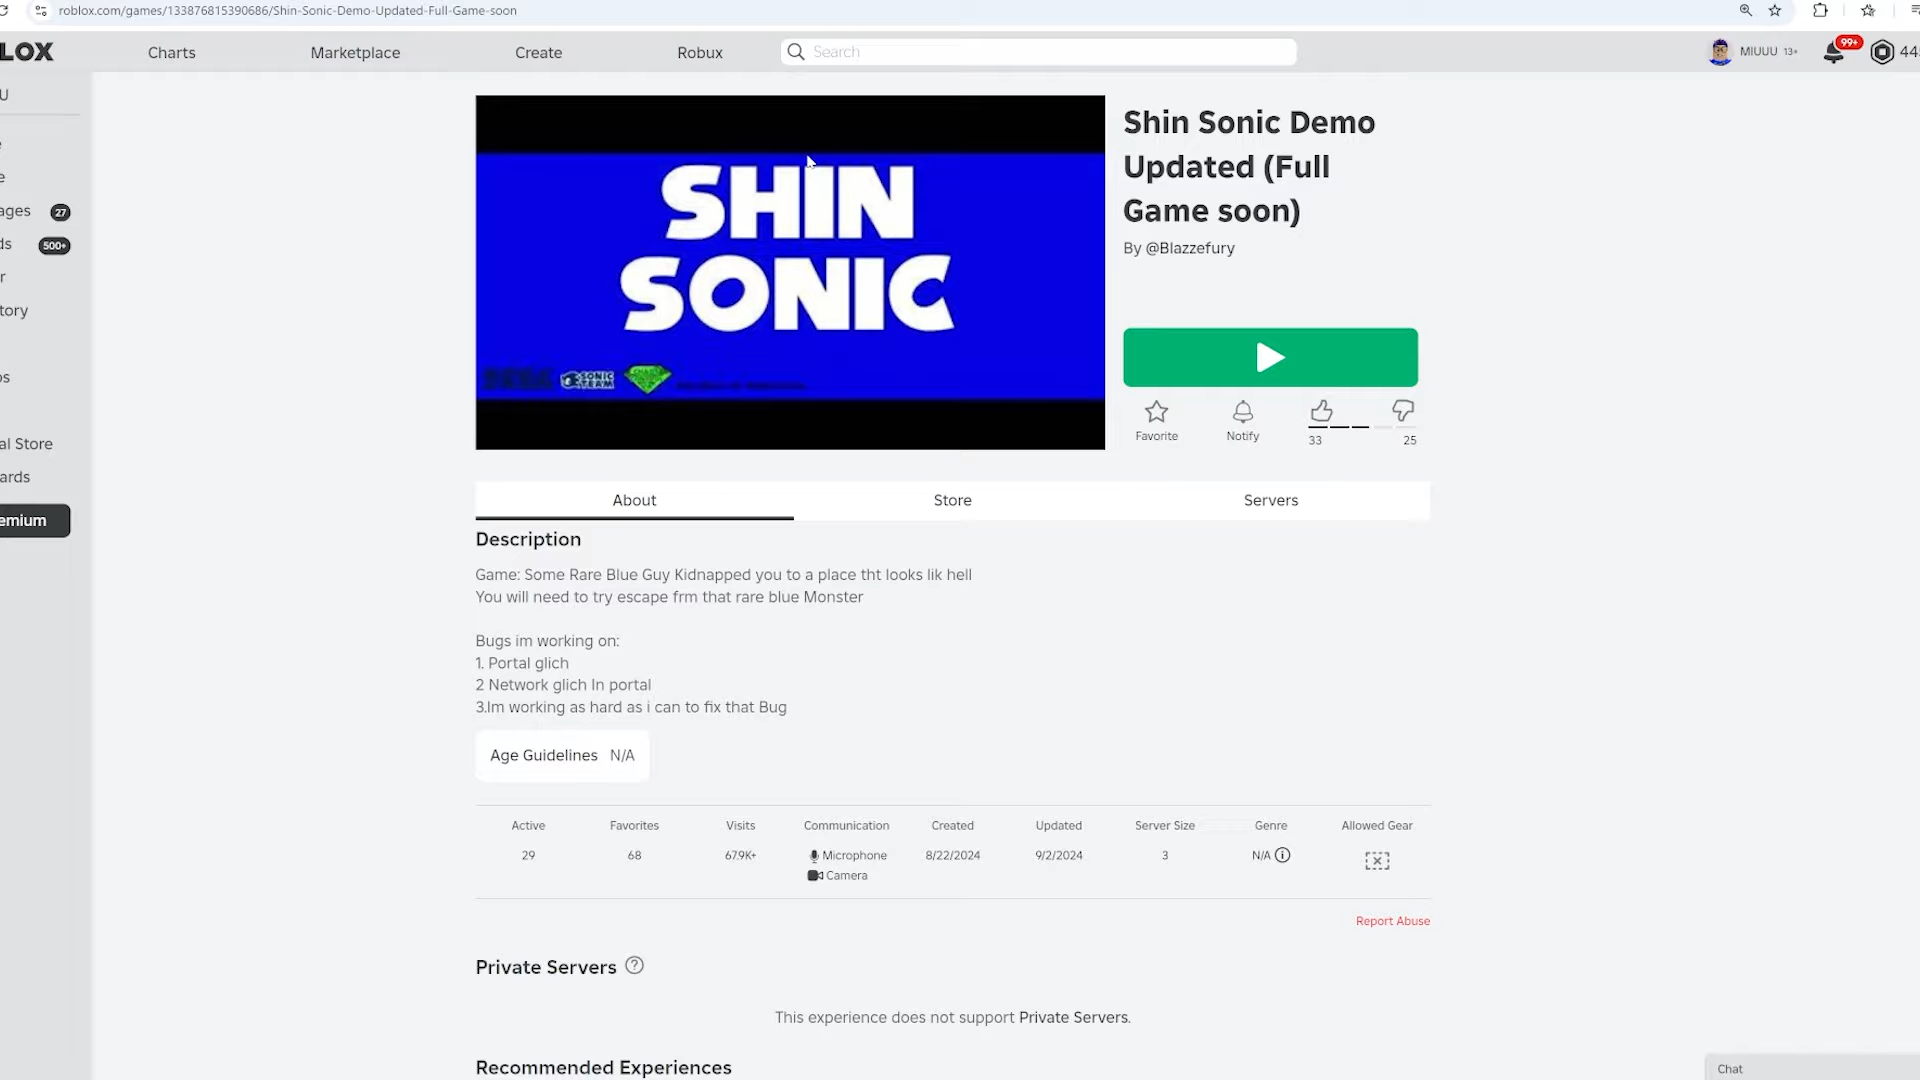 roblox.com/games/133876815390686/Shin-Sonic-Demo-Updated-Full-Game-soon
LOX
Charts
Marketplace
Create
Robux
Search
MIUUU 13+
99+
44
U
e
e
ages 27
ds 500+
r
tory
os
al Store
ards
emium
SHIN
SONIC
SONIC
TEAM
Shin Sonic Demo
Updated (Full
Game soon)
By @Blazzefury
Favorite
Notify
33
25
About
Store
Servers
Description
Game: Some Rare Blue Guy Kidnapped you to a place tht looks lik hell
You will need to try escape frm that rare blue Monster
Bugs im working on:
1. Portal glich
2 Network glich In portal
3.Im working as hard as i can to fix that Bug
Age Guidelines N/A
Active Favorites Visits Communication Created Updated Server Size Genre Allowed Gear
29 68 67.9K+ Microphone 8/22/2024 9/2/2024 3 N/A
Camera
Report Abuse
Private Servers
This experience does not support Private Servers.
Recommended Experiences
Chat